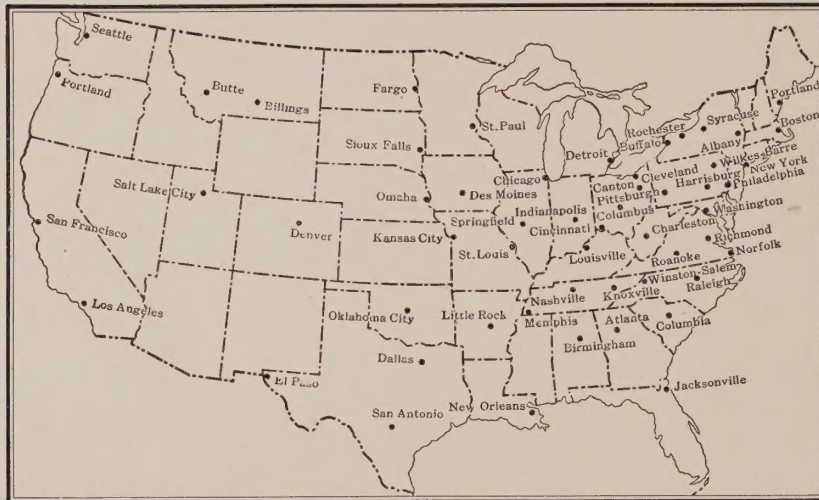 Seattle
Portland
Butte
Billings
Fargo
St. Paul
Sioux Falls
Salt Lake City
San Francisco
Los Angeles
Denver
Omaha
Des Moines
Kansas City
Chicago
Springfield
St. Louis
Indianapolis
Cincinnati
Louisville
Detroit
Rochester
Buffalo
Syracuse
Albany
Portland
Boston
Wilkes-Barre
New York
Canton
Cleveland
Pittsburgh
Harrisburg
Philadelphia
Columbus
Washington
Charleston
Richmond
Roanoke
Norfolk
Winston-Salem
Raleigh
Nashville
Knoxville
Memphis
Oklahoma City
Little Rock
Atlanta
Columbia
Birmingham
Dallas
El Paso
San Antonio
New Orleans
Jacksonville